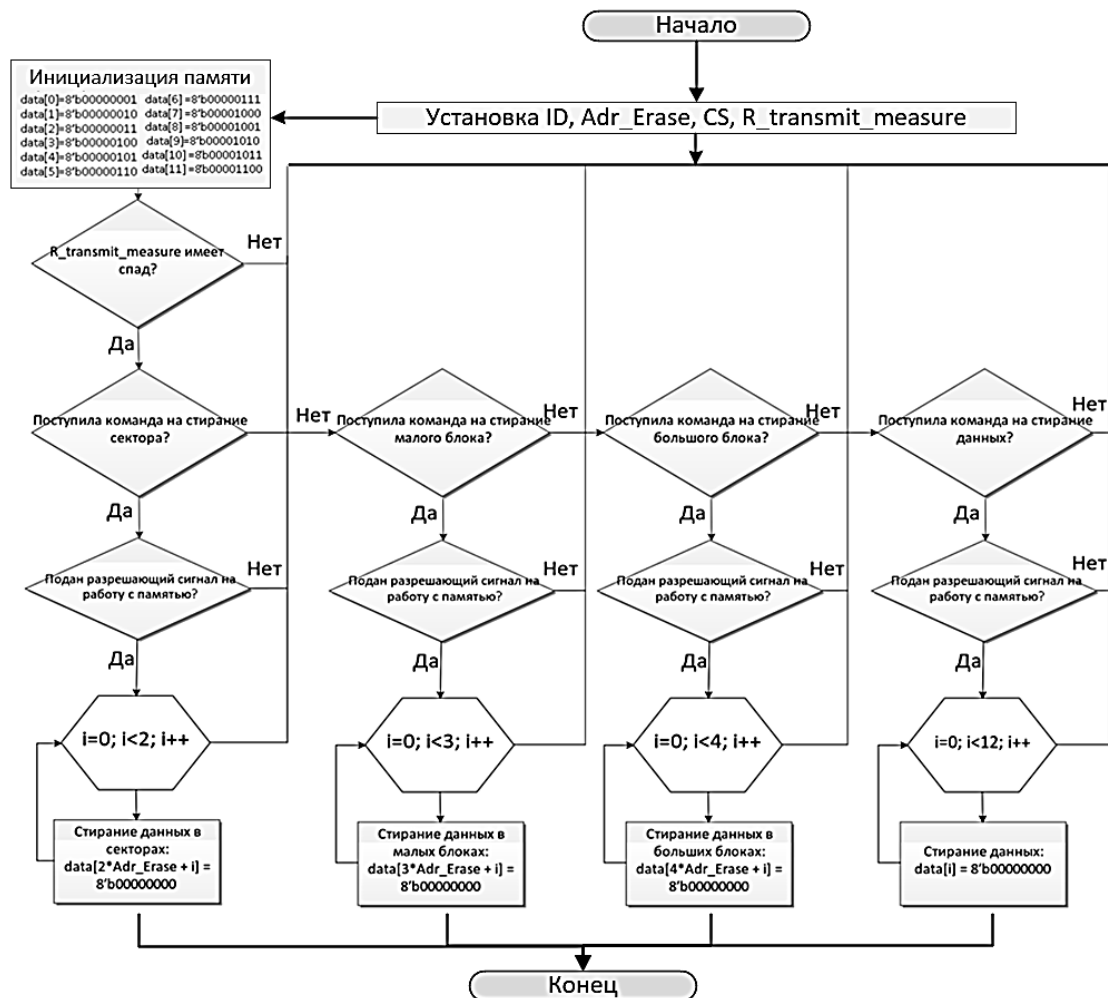 Начало
Инициализация памяти
data[0]=8'b00000001 data[6] =8'b00000111
data[1]=8'b00000010 data[7] =8'b00001000
data[2]=8'b00000011 data[8] =8'b00001001
data[3]=8'b00000100 data[9]=8'b00001010
data[4]=8'b00000101 data[10] =8'b00001011
data[5]=8'b00000110 data[11] =8'b00001100
Установка ID, Adr_Erase, CS, R_transmit_measure
R_transmit_measure имеет
спад?
Нет
Да
Поступила команда на стирание
сектора?
Нет
Поступила команда на стирание
малого блока?
Нет
Поступила команда на стирание
большого блока?
Нет
Поступила команда на стирание
данных?
Нет
Да
Да
Да
Да
Подан разрешающий сигнал на
работу с памятью?
Нет
Подан разрешающий сигнал на
работу с памятью?
Нет
Подан разрешающий сигнал на
работу с памятью?
Нет
Подан разрешающий сигнал на
работу с памятью?
Нет
Да
Да
Да
Да
i=0; i<2; i++
i=0; i<3; i++
i=0; i<4; i++
i=0; i<12; i++
Стирание данных в
секторах:
data[2*Adr_Erase + i] =
8'b00000000
Стирание данных в
малых блоках:
data[3*Adr_Erase + i] =
8'b00000000
Стирание данных в
больших блоках:
data[4*Adr_Erase + i] =
8'b00000000
Стирание данных:
data[i] = 8'b00000000
Конец